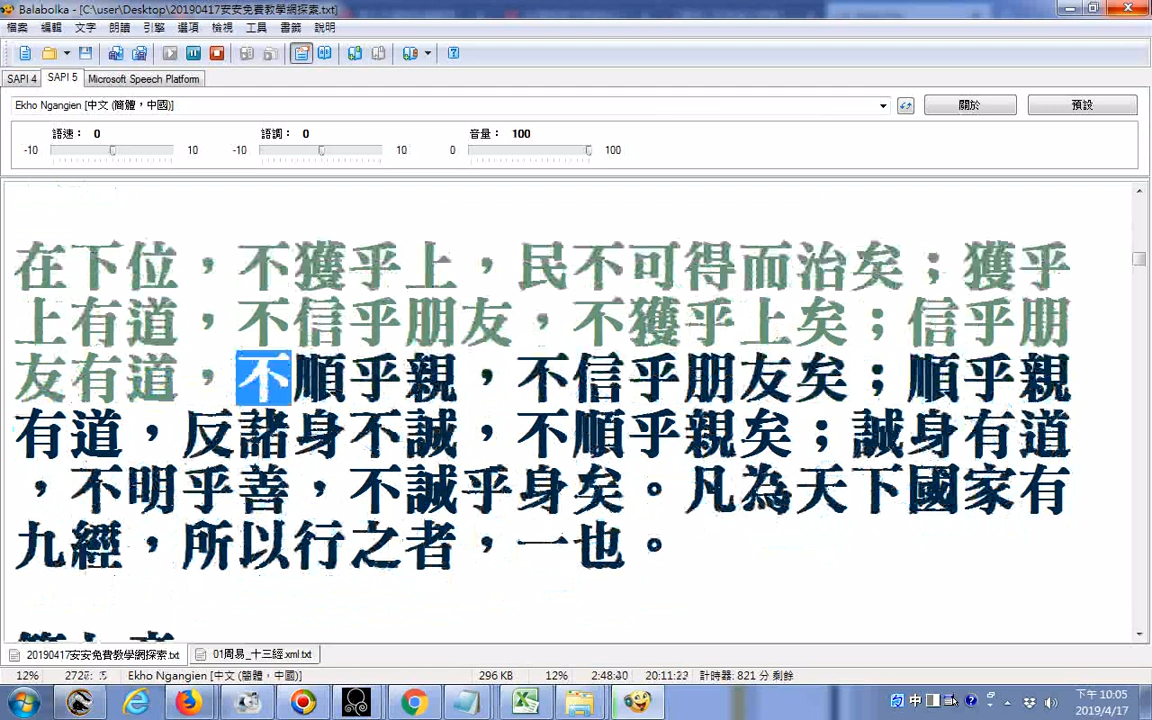 Balabolka - [C:\user\Desktop\20190417安安免費教學網探索.txt]
檔案 編輯 文字 朗讀 引擎 選項 檢視 工具 書籤 說明
SAPI 4 SAPI 5 Microsoft Speech Platform
Ekho Ngangien [中文 (簡體，中國)] 關於 預設
語速： 0 語調： 0 音量： 100
-10 10 -10 10 0 100
在下位，不獲乎上，民不可得而治矣；獲乎
上有道，不信乎朋友，不獲乎上矣；信乎朋
友有道，不順乎親，不信乎朋友矣；順乎親
有道，反諸身不誠，不順乎親矣；誠身有道
，不明乎善，不誠乎身矣。凡為天下國家有
九經，所以行之者，一也。
20190417安安免費教學網探索.txt 01周易_十三經.xml.txt
12% Ekho Ngangien [中文 (簡體，中國)] 296 KB 12% 20:11:23 計時器: 821 分 剩餘
中 下午 10:05
2019/4/17